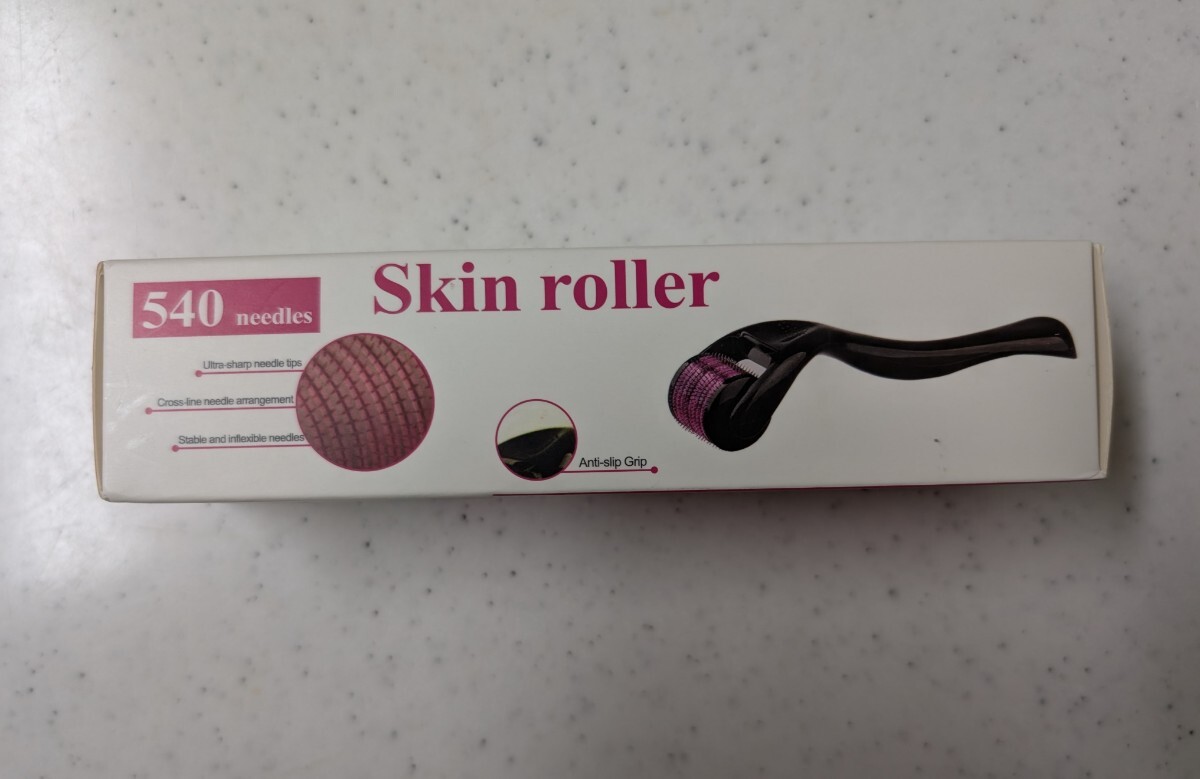 Skin roller
540 needles
Ultra-sharp needle tips
Cross-line needle arrangement
Stable and inflexible needles
Anti-slip Grip